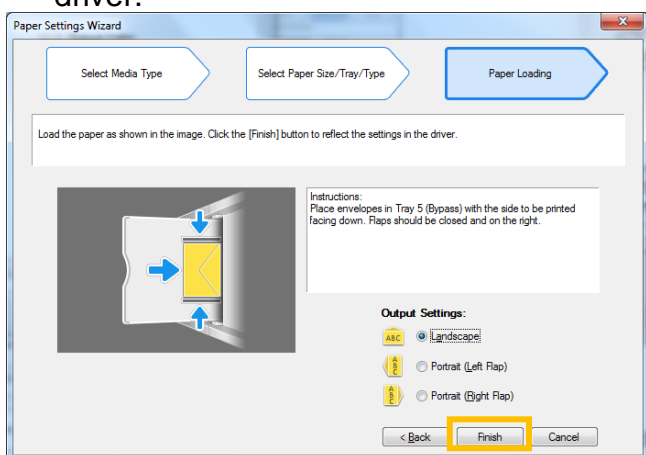 driver.
Paper Settings Wizard
Select Media Type
Select Paper Size/Tray/Type
Paper Loading
Load the paper as shown in the image. Click the [Finish] button to reflect the settings in the driver.
Instructions:
Place envelopes in Tray 5 (Bypass) with the side to be printed
facing down. Flaps should be closed and on the right.
Output Settings:
ABC Landscape
ABC Portrait (Left Flap)
ABC Portrait (Right Flap)
< Back Finish Cancel